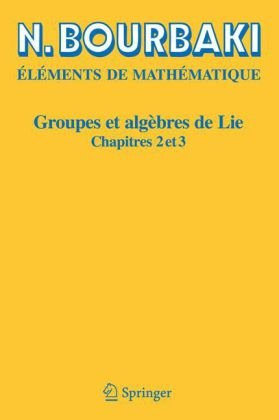 N. BOURBAKI
ÉLÉMENTS DE MATHÉMATIQUE
Groupes et algèbres de Lie
Chapitres 2 et 3
Springer